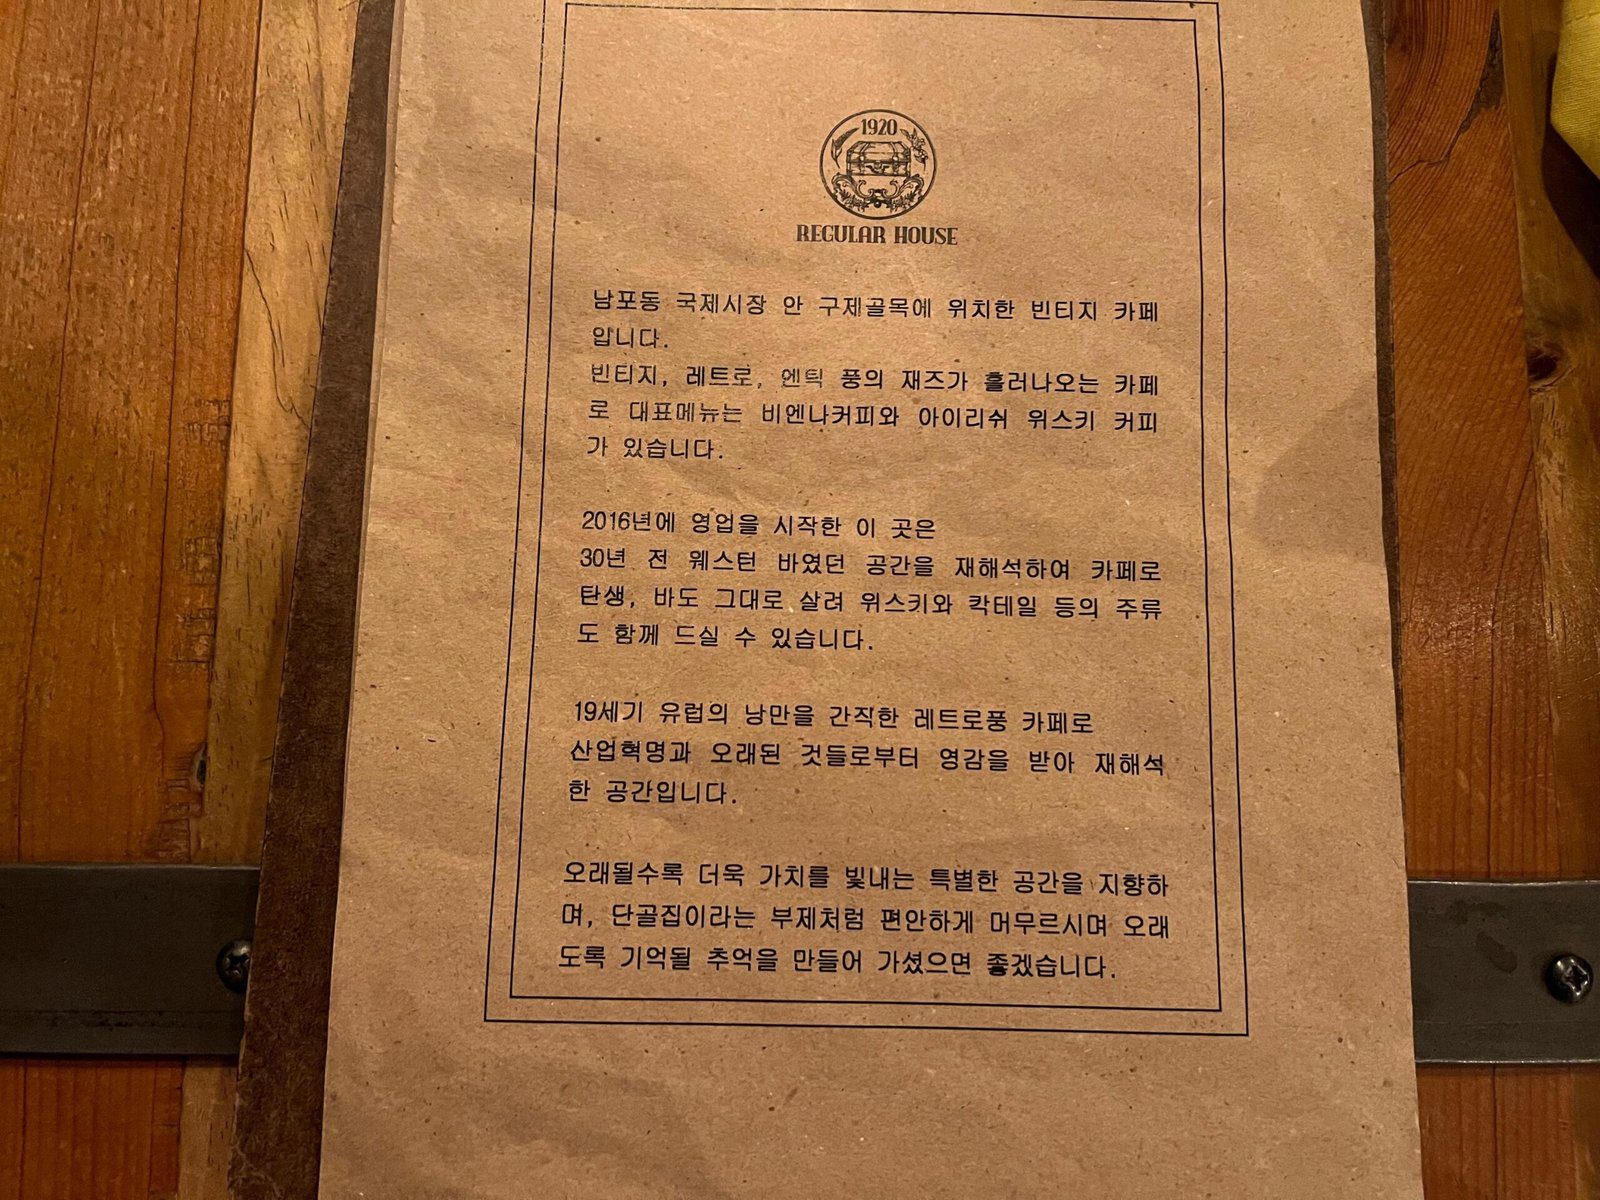 1920
REGULAR HOUSE
남포동 국제시장 안 구제골목에 위치한 빈티지 카페
입니다.
빈티지, 레트로, 엔틱 풍의 재즈가 흘러나오는 카페
로 대표메뉴는 비엔나커피와 아이리쉬 위스키 커피
가 있습니다.
2016년에 영업을 시작한 이 곳은
30년 전 웨스턴 바였던 공간을 재해석하여 카페로
탄생, 바도 그대로 살려 위스키와 칵테일 등의 주류
도 함께 드실 수 있습니다.
19세기 유럽의 낭만을 간직한 레트로풍 카페로
산업혁명과 오래된 것들로부터 영감을 받아 재해석
한 공간입니다.
오래될수록 더욱 가치를 빛내는 특별한 공간을 지향하
며, 단골집이라는 부제처럼 편안하게 머무르시며 오래
도록 기억될 추억을 만들어 가셨으면 좋겠습니다.